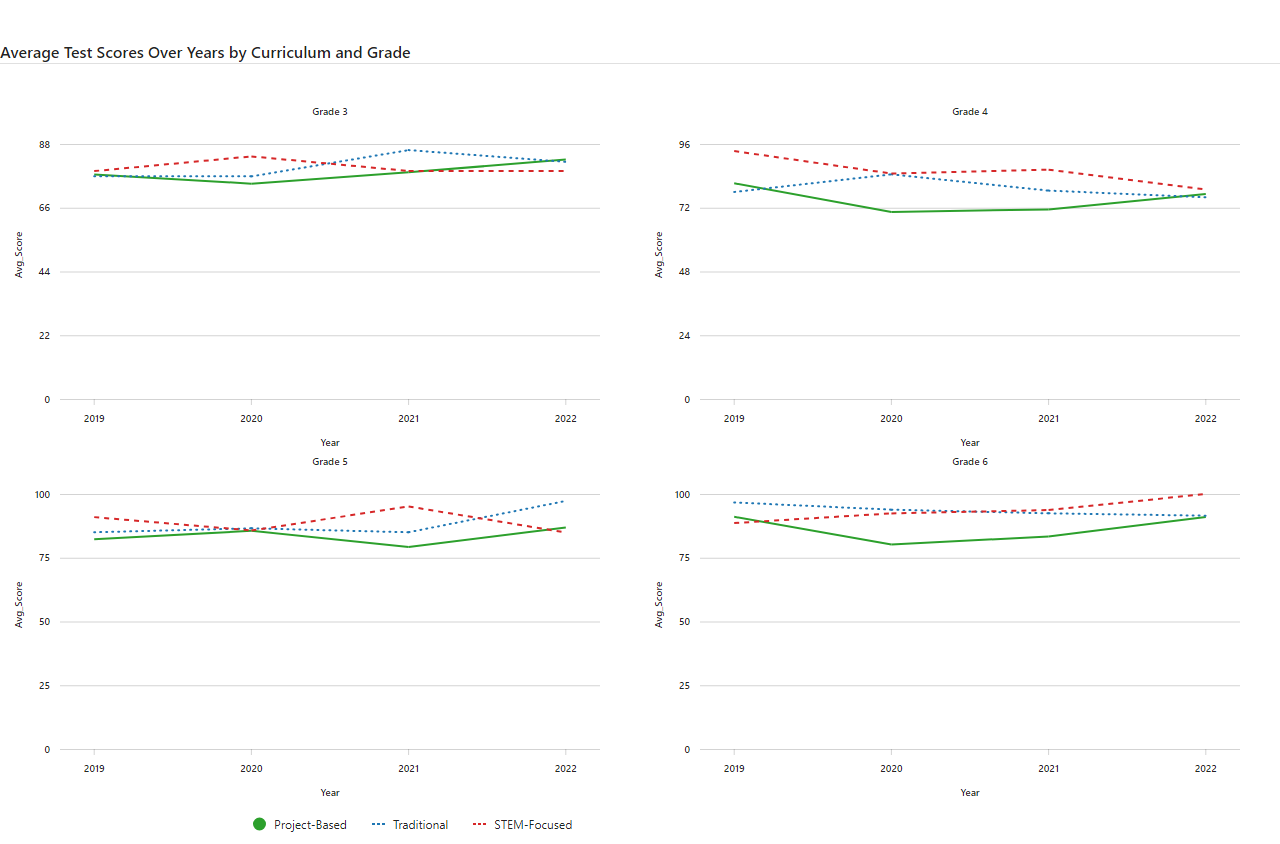 Average Test Scores Over Years by Curriculum and Grade
Grade 3
88
66
44
22
0
Avg_Score
2019 2020 2021 2022
Year
Grade 4
96
72
48
24
0
Avg_Score
2019 2020 2021 2022
Year
Grade 5
100
75
50
25
0
Avg_Score
2019 2020 2021 2022
Year
Grade 6
100
75
50
25
0
Avg_Score
2019 2020 2021 2022
Year
Project-Based Traditional STEM-Focused